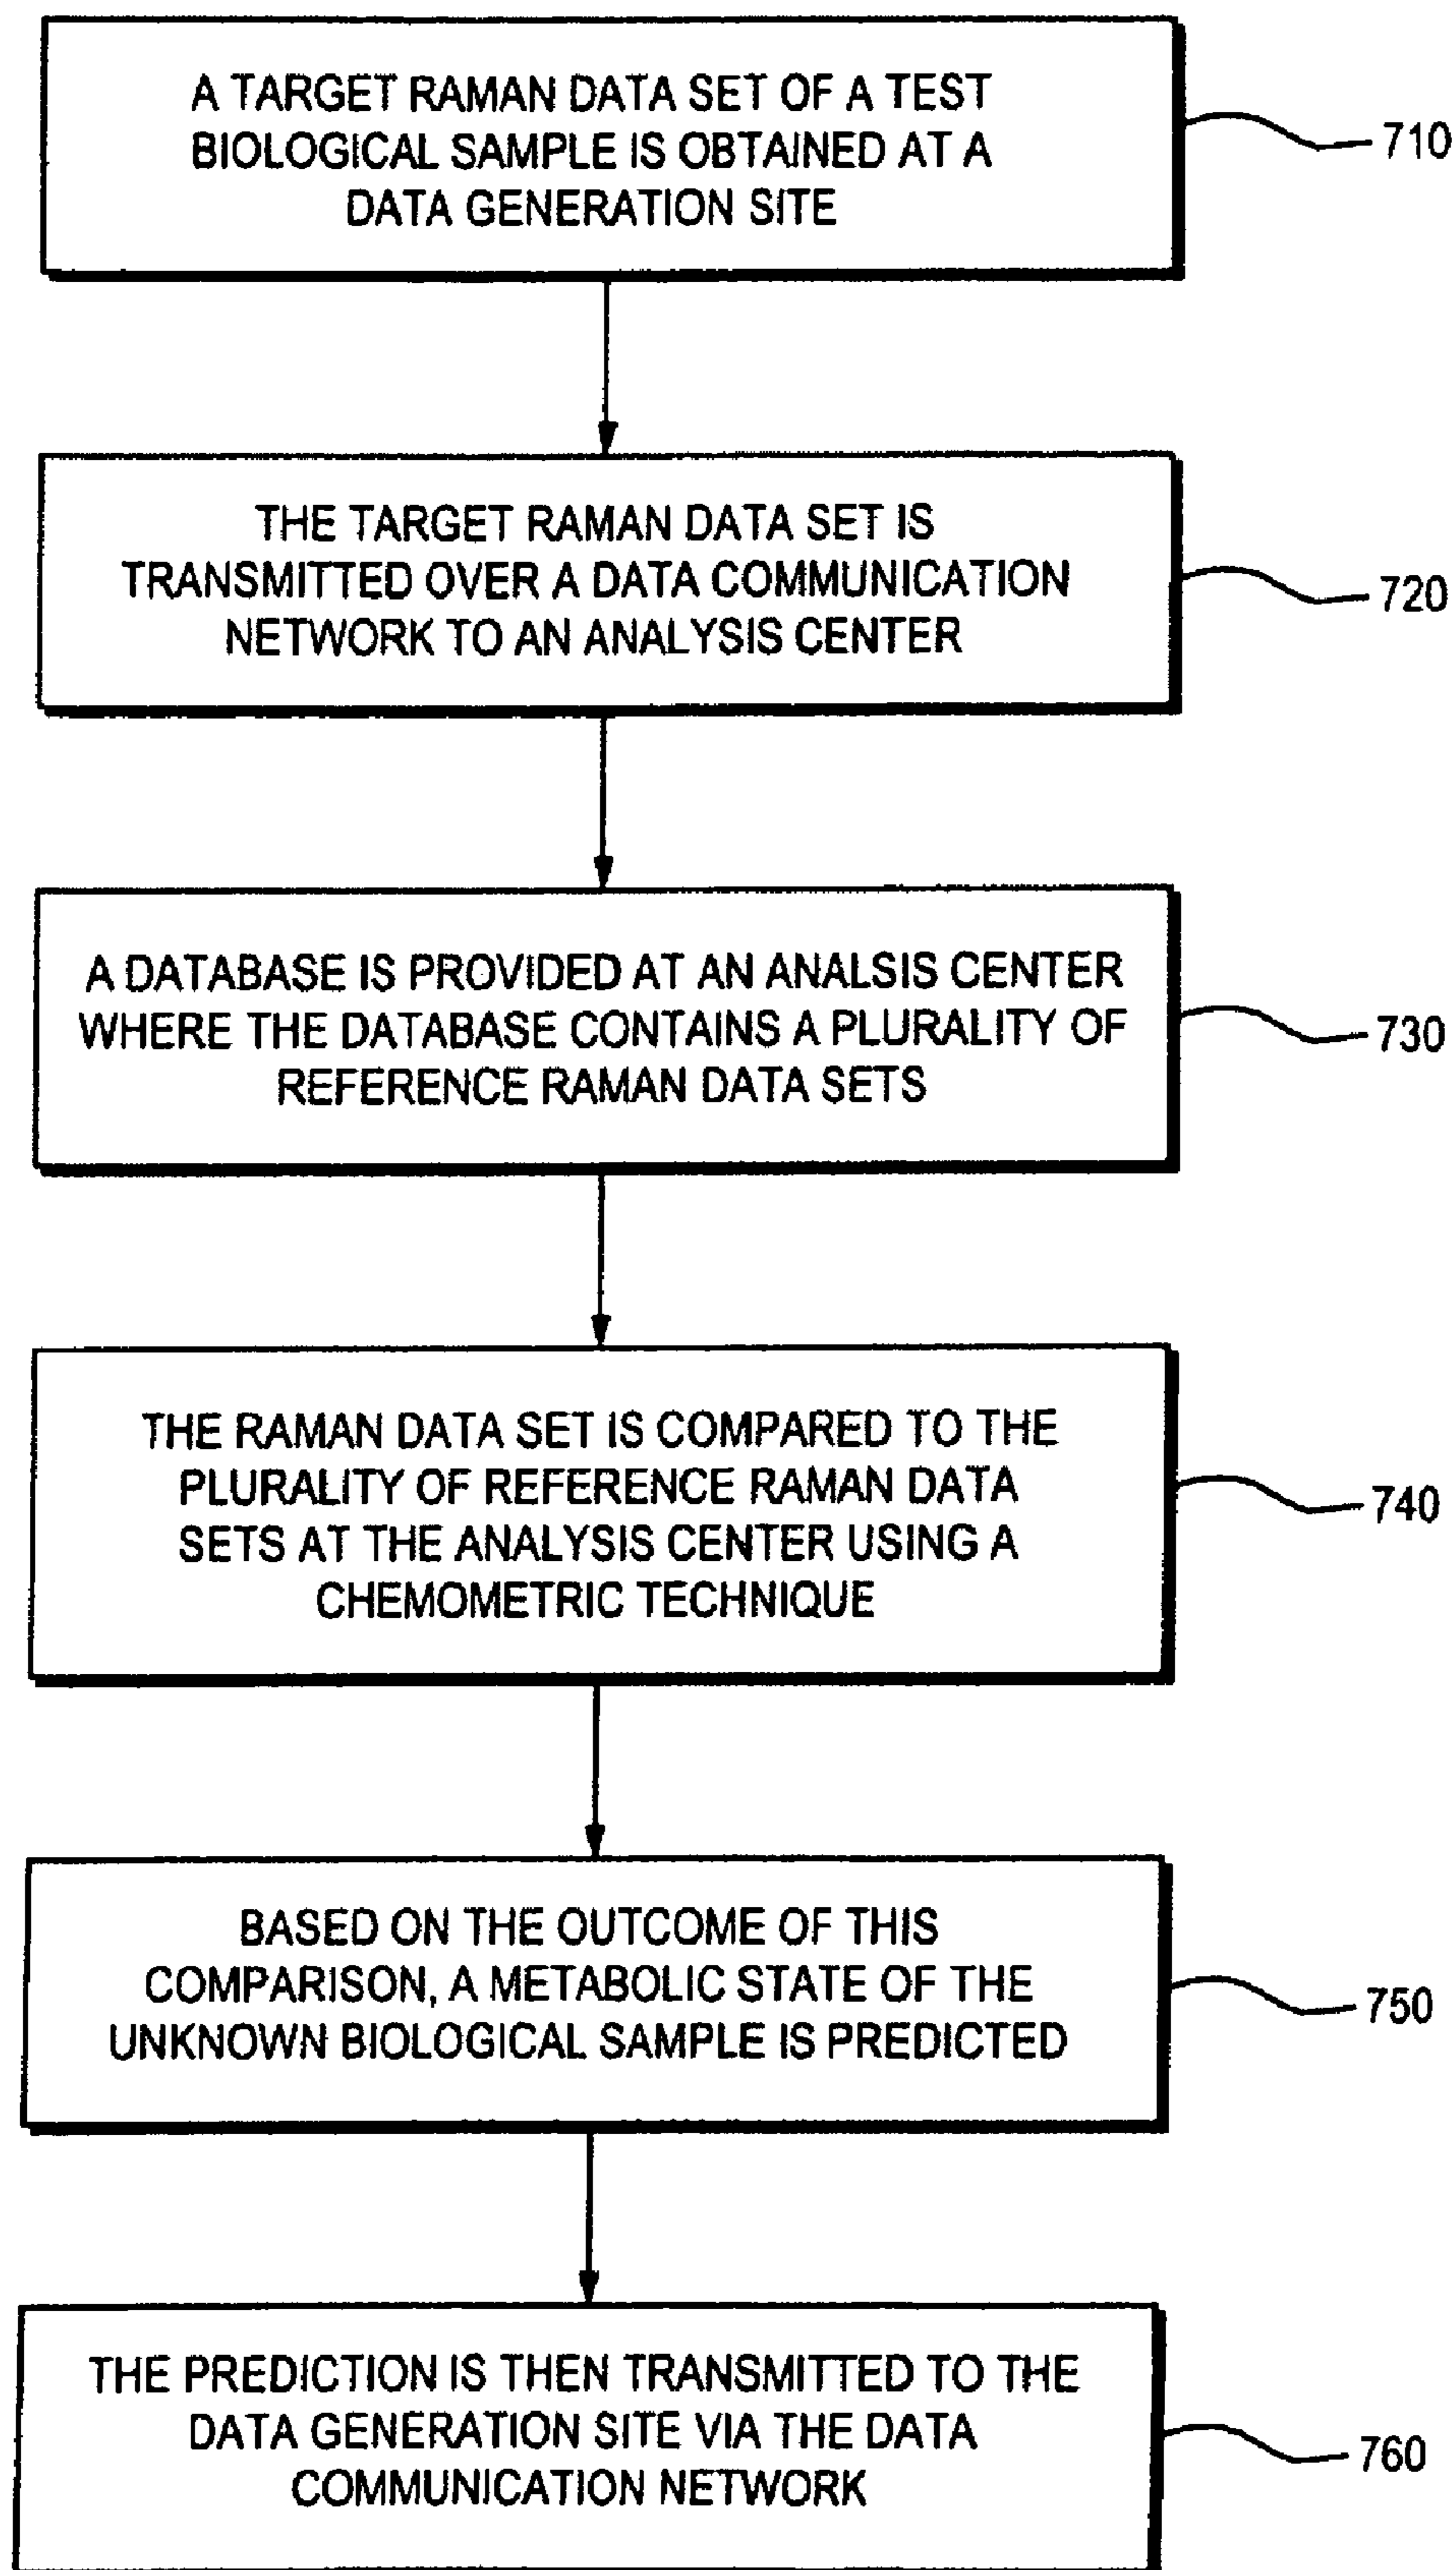 A TARGET RAMAN DATA SET OF A TEST
BIOLOGICAL SAMPLE IS OBTAINED AT A
DATA GENERATION SITE
710
THE TARGET RAMAN DATA SET IS
TRANSMITTED OVER A DATA COMMUNICATION
NETWORK TO AN ANALYSIS CENTER
720
A DATABASE IS PROVIDED AT AN ANALSIS CENTER
WHERE THE DATABASE CONTAINS A PLURALITY OF
REFERENCE RAMAN DATA SETS
730
THE RAMAN DATA SET IS COMPARED TO THE
PLURALITY OF REFERENCE RAMAN DATA
SETS AT THE ANALYSIS CENTER USING A
CHEMOMETRIC TECHNIQUE
740
BASED ON THE OUTCOME OF THIS
COMPARISON, A METABOLIC STATE OF THE
UNKNOWN BIOLOGICAL SAMPLE IS PREDICTED
750
THE PREDICTION IS THEN TRANSMITTED TO THE
DATA GENERATION SITE VIA THE DATA
COMMUNICATION NETWORK
760